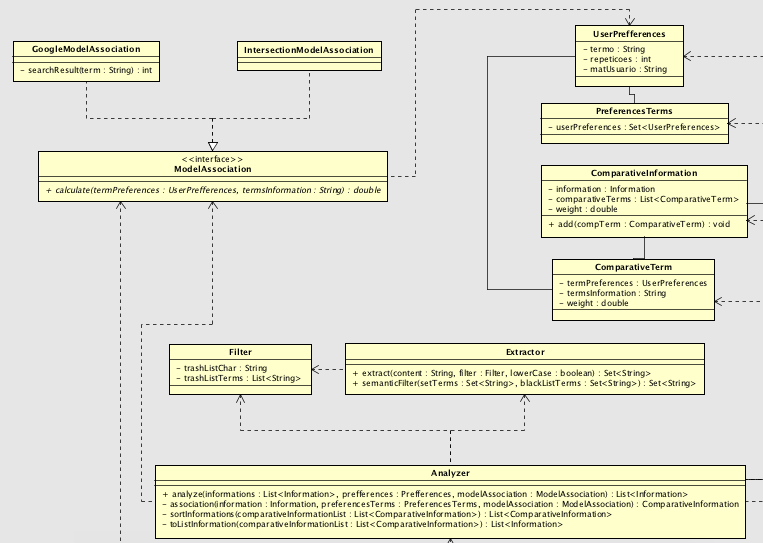 GoogleModelAssociation
- searchResult(term : String) : int
IntersectionModelAssociation
<<interface>>
ModelAssociation
+ calculate(termPreferences : UserPrefferences, termsInformation : String) : double
UserPrefferences
- termo : String
- repeticoes : int
- matUsuario : String
PreferencesTerms
- userPreferences : Set<UserPreferences>
ComparativeInformation
- information : Information
- comparativeTerms : List<ComparativeTerm>
- weight : double
+ add(compTerm : ComparativeTerm) : void
ComparativeTerm
- termPreferences : UserPreferences
- termsInformation : String
- weight : double
Filter
- trashListChar : String
- trashListTerms : List<String>
Extractor
+ extract(content : String, filter : Filter, lowerCase : boolean) : Set<String>
+ semanticFilter(setTerms : Set<String>, blackListTerms : Set<String>) : Set<String>
Analyzer
+ analyze(informations : List<Information>, prefferences : Prefferences, modelAssociation : ModelAssociation) : List<Information>
- association(information : Information, preferencesTerms : PreferencesTerms, modelAssociation : ModelAssociation) : ComparativeInformation
- sortInformations(comparativeInformationList : List<ComparativeInformation>) : List<ComparativeInformation>
- toListInformation(comparativeInformationList : List<ComparativeInformation>) : List<Information>